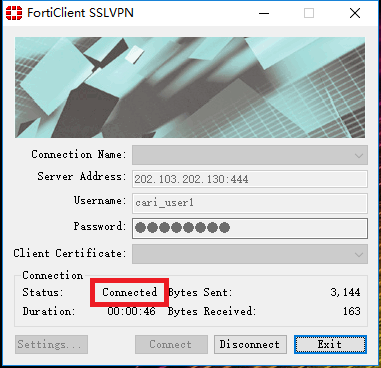 FortiClient SSLVPN
Connection Name:
Server Address: 202.103.202.130:444
Username: cari_user1
Password: ●●●●●●●●
Client Certificate:
Connection
Status: Connected Bytes Sent: 3,144
Duration: 00:00:46 Bytes Received: 163
Settings... Connect Disconnect Exit